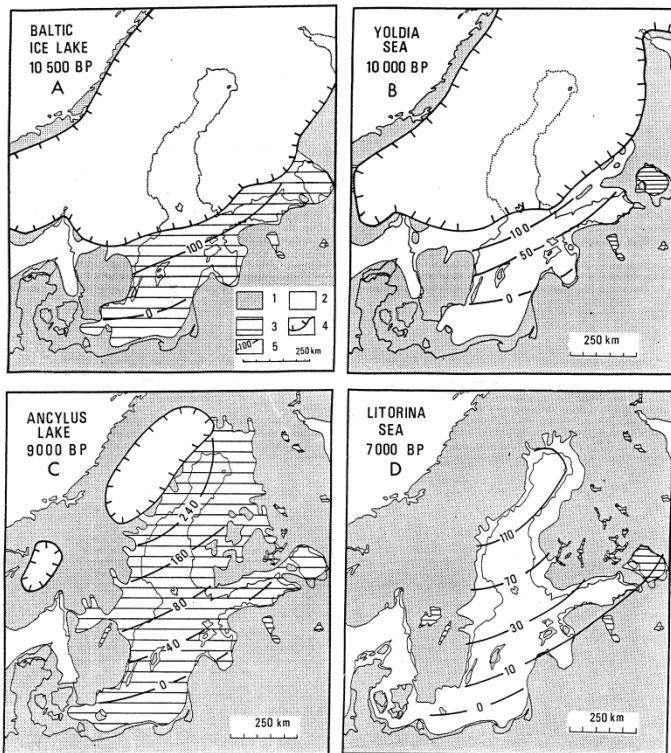 BALTIC
ICE LAKE
10 500 BP
A
100
0
1
2
3
4
100
5
250 km
YOLDIA
SEA
10 000 BP
B
100
50
0
250 km
ANCYLUS
LAKE
9000 BP
C
240
160
80
40
0
250 km
LITORINA
SEA
7000 BP
D
110
70
30
10
0
250 km